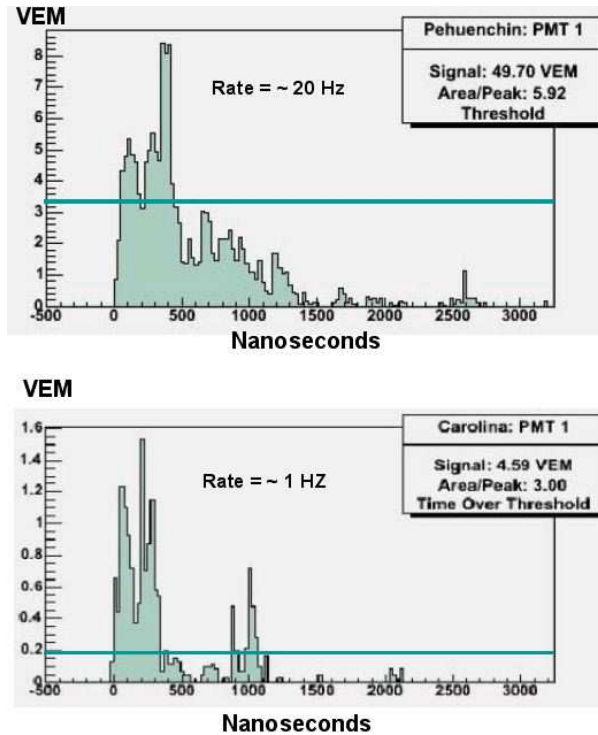 VEM
Pehuenchin: PMT 1
Signal: 49.70 VEM
Area/Peak: 5.92
Threshold
Rate = ~ 20 Hz
8
7
6
5
4
3
2
1
0
-500 0 500 1000 1500 2000 2500 3000
Nanoseconds
VEM
Carolina: PMT 1
Signal: 4.59 VEM
Area/Peak: 3.00
Time Over Threshold
Rate = ~ 1 HZ
1.6
1.4
1.2
1
0.8
0.6
0.4
0.2
0
-500 0 500 1000 1500 2000 2500 3000
Nanoseconds